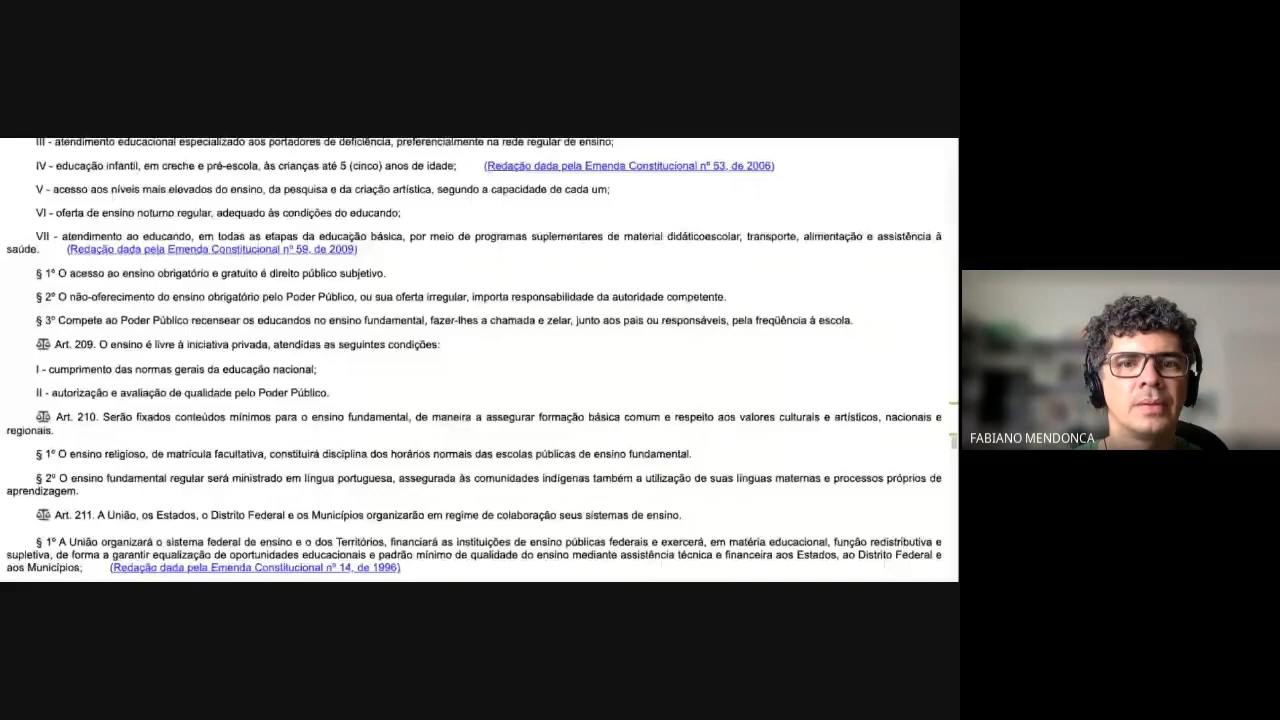 III - atendimento educacional especializado aos portadores de deficiência, preferencialmente na rede regular de ensino;
IV - educação infantil, em creche e pré-escola, às crianças até 5 (cinco) anos de idade; (Redação dada pela Emenda Constitucional nº 53, de 2006)
V - acesso aos níveis mais elevados do ensino, da pesquisa e da criação artística, segundo a capacidade de cada um;
VI - oferta de ensino noturno regular, adequado às condições do educando;
VII - atendimento ao educando, em todas as etapas da educação básica, por meio de programas suplementares de material didáticoescolar, transporte, alimentação e assistência à
saúde. (Redação dada pela Emenda Constitucional nº 59, de 2009)
§ 1º O acesso ao ensino obrigatório e gratuito é direito público subjetivo.
§ 2º O não-oferecimento do ensino obrigatório pelo Poder Público, ou sua oferta irregular, importa responsabilidade da autoridade competente.
§ 3º Compete ao Poder Público recensear os educandos no ensino fundamental, fazer-lhes a chamada e zelar, junto aos pais ou responsáveis, pela freqüência à escola.
Art. 209. O ensino é livre à iniciativa privada, atendidas as seguintes condições:
I - cumprimento das normas gerais da educação nacional;
II - autorização e avaliação de qualidade pelo Poder Público.
Art. 210. Serão fixados conteúdos mínimos para o ensino fundamental, de maneira a assegurar formação básica comum e respeito aos valores culturais e artísticos, nacionais e
regionais.
§ 1º O ensino religioso, de matrícula facultativa, constituirá disciplina dos horários normais das escolas públicas de ensino fundamental.
§ 2º O ensino fundamental regular será ministrado em língua portuguesa, assegurada às comunidades indígenas também a utilização de suas línguas maternas e processos próprios de
aprendizagem.
Art. 211. A União, os Estados, o Distrito Federal e os Municípios organizarão em regime de colaboração seus sistemas de ensino.
§ 1º A União organizará o sistema federal de ensino e o dos Territórios, financiará as instituições de ensino públicas federais e exercerá, em matéria educacional, função redistributiva e
supletiva, de forma a garantir equalização de oportunidades educacionais e padrão mínimo de qualidade do ensino mediante assistência técnica e financeira aos Estados, ao Distrito Federal e
aos Municípios; (Redação dada pela Emenda Constitucional nº 14, de 1996)
FABIANO MENDONCA